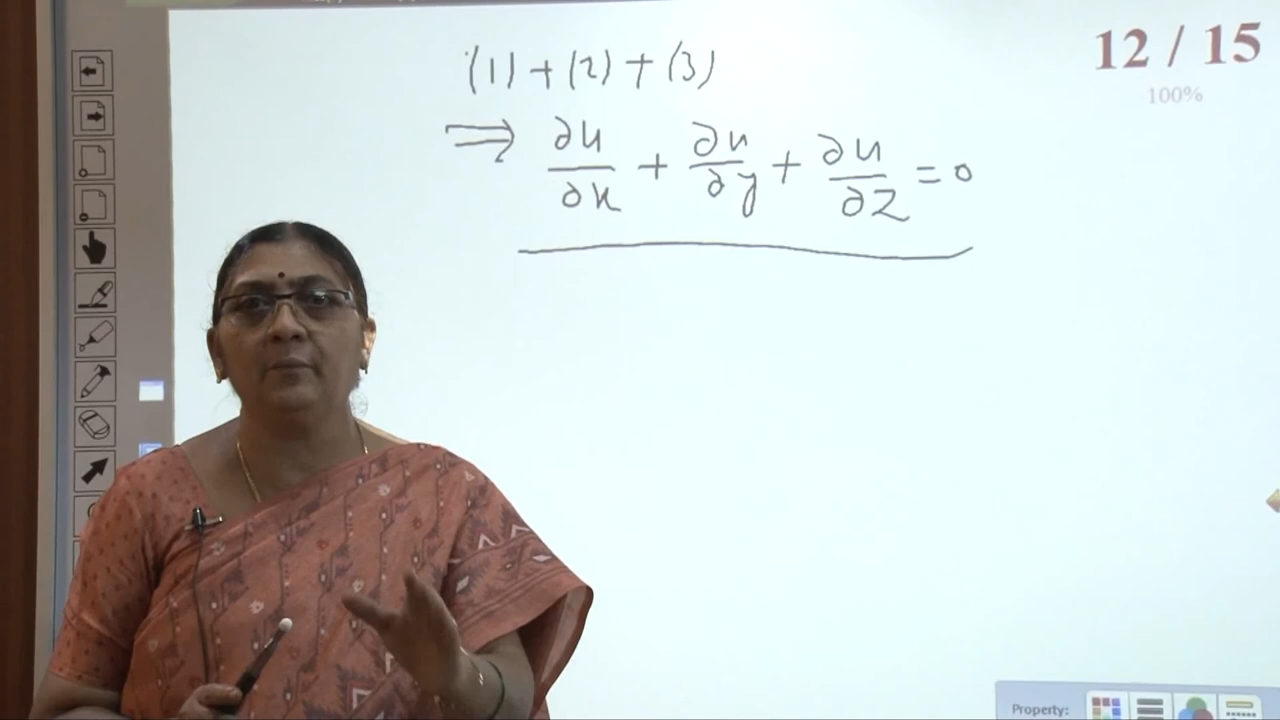 12 / 15
100%
(1) + (2) + (3)
⇒ ∂u/∂x + ∂u/∂y + ∂u/∂z = 0
Property: